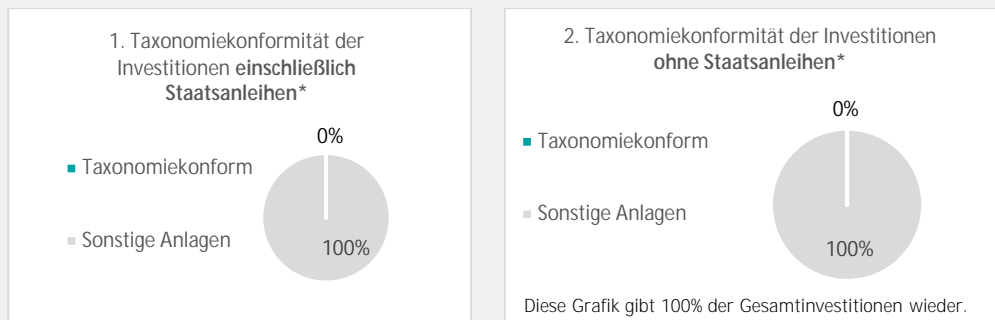 1. Taxonomiekonformität der
Investitionen einschließlich
Staatsanleihen*
0%
Taxonomiekonform
Sonstige Anlagen
100%
2. Taxonomiekonformität der Investitionen
ohne Staatsanleihen*
0%
Taxonomiekonform
Sonstige Anlagen
100%
Diese Grafik gibt 100% der Gesamtinvestitionen wieder.